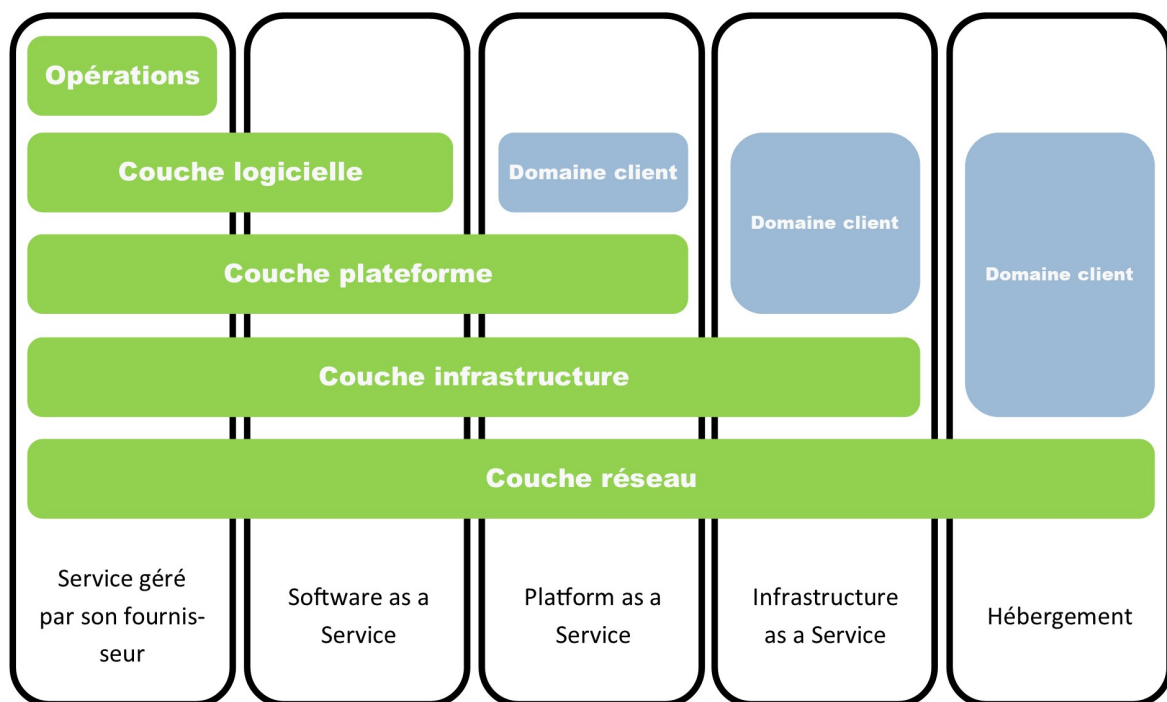 Opérations
Couche logicielle
Domaine client
Domaine client
Domaine client
Couche plateforme
Couche infrastructure
Couche réseau
Service géré
par son fournis-
seur
Software as a
Service
Platform as a
Service
Infrastructure
as a Service
Hébergement